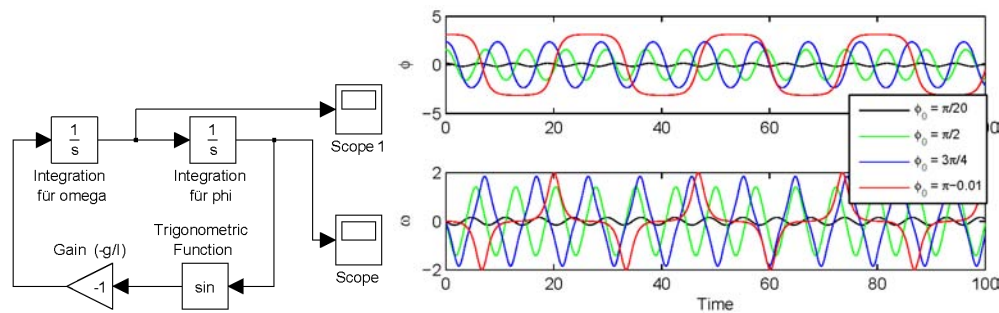 1
s
Integration
für omega
1
s
Integration
für phi
Scope 1
Scope
Gain (-g/l)
-1
Trigonometric
Function
sin
5
0
−5
ϕ
0
20
40
60
80
100
ϕ0 = π/20
ϕ0 = π/2
ϕ0 = 3π/4
ϕ0 = π−0.01
2
0
−2
ω
0
20
40
60
80
100
Time